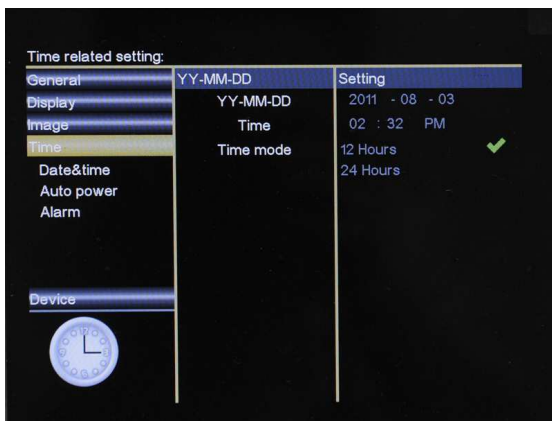 Time related setting:
General
Display
Image
Time
Date&time
Auto power
Alarm
Device
YY-MM-DD
YY-MM-DD
Time
Time mode
Setting
2011 - 08 - 03
02 : 32 PM
12 Hours
24 Hours